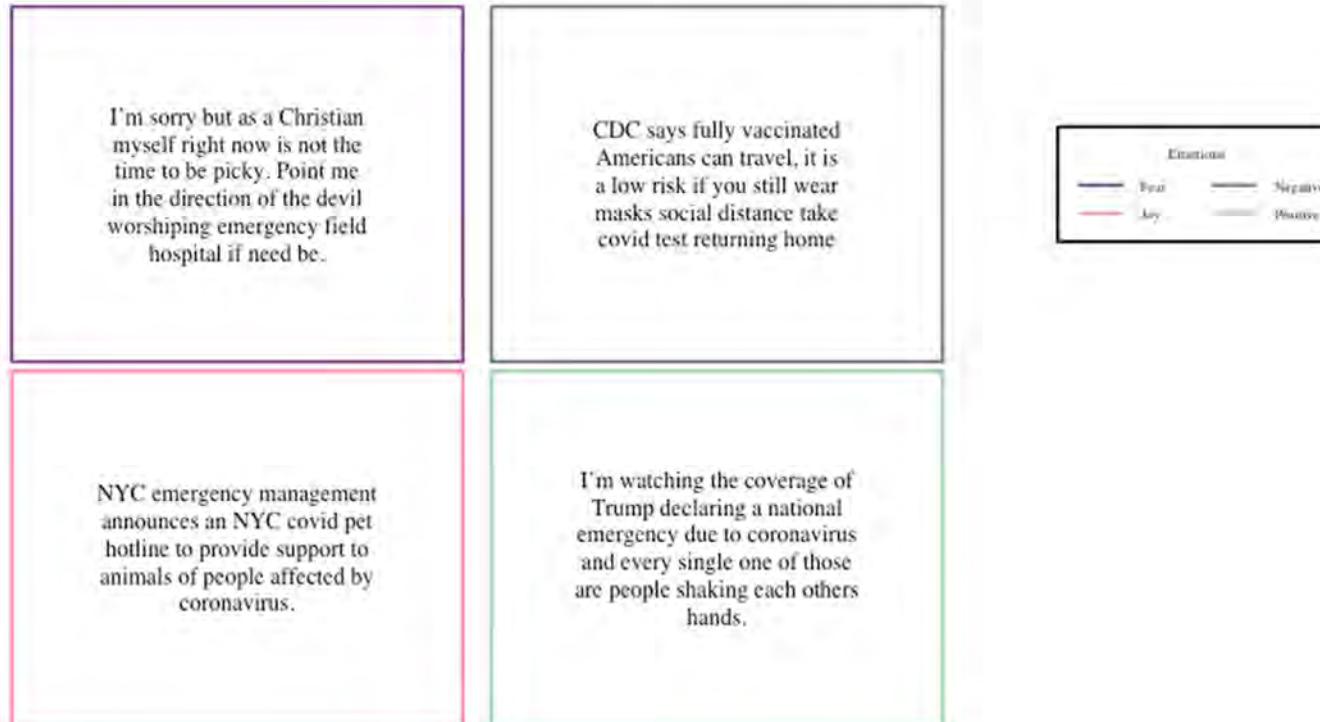 I'm sorry but as a Christian
myself right now is not the
time to be picky. Point me
in the direction of the devil
worshiping emergency field
hospital if need be.
CDC says fully vaccinated
Americans can travel, it is
a low risk if you still wear
masks social distance take
covid test returning home
NYC emergency management
announces an NYC covid pet
hotline to provide support to
animals of people affected by
coronavirus.
I'm watching the coverage of
Trump declaring a national
emergency due to coronavirus
and every single one of those
are people shaking each others
hands.
Emotions
Fear
Negative
Joy
Positive